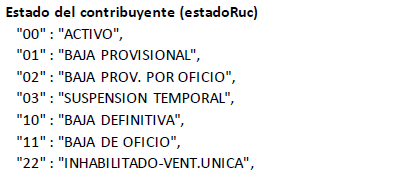 Estado del contribuyente (estadoRuc)
"00" : "ACTIVO",
"01" : "BAJA PROVISIONAL",
"02" : "BAJA PROV. POR OFICIO",
"03" : "SUSPENSION TEMPORAL",
"10" : "BAJA DEFINITIVA",
"11" : "BAJA DE OFICIO",
"22" : "INHABILITADO-VENT.UNICA",